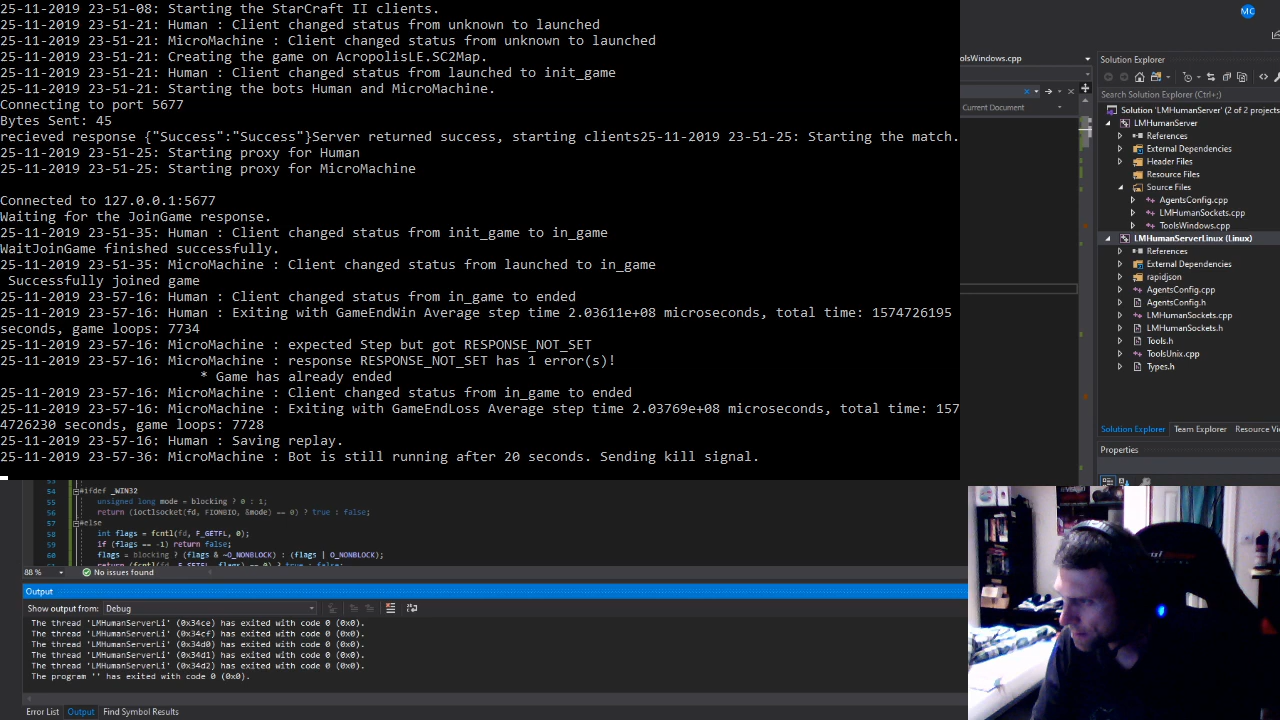 25-11-2019 23-51-08: Starting the StarCraft II clients.
25-11-2019 23-51-21: Human : Client changed status from unknown to launched
25-11-2019 23-51-21: MicroMachine : Client changed status from unknown to launched
25-11-2019 23-51-21: Creating the game on AcropolisLE.SC2Map.
25-11-2019 23-51-21: Human : Client changed status from launched to init_game
25-11-2019 23-51-21: Starting the bots Human and MicroMachine.
Connecting to port 5677
Bytes Sent: 45
recieved response {"Success":"Success"}Server returned success, starting clients25-11-2019 23-51-25: Starting the match.
25-11-2019 23-51-25: Starting proxy for Human
25-11-2019 23-51-25: Starting proxy for MicroMachine
Connected to 127.0.0.1:5677
Waiting for the JoinGame response.
25-11-2019 23-51-35: Human : Client changed status from init_game to in_game
WaitJoinGame finished successfully.
25-11-2019 23-51-35: MicroMachine : Client changed status from launched to in_game
Successfully joined game
25-11-2019 23-57-16: Human : Client changed status from in_game to ended
25-11-2019 23-57-16: Human : Exiting with GameEndWin Average step time 2.03611e+08 microseconds, total time: 1574726195
seconds, game loops: 7734
25-11-2019 23-57-16: MicroMachine : expected Step but got RESPONSE_NOT_SET
25-11-2019 23-57-16: MicroMachine : response RESPONSE_NOT_SET has 1 error(s)!
* Game has already ended
25-11-2019 23-57-16: MicroMachine : Client changed status from in_game to ended
25-11-2019 23-57-16: MicroMachine : Exiting with GameEndLoss Average step time 2.03769e+08 microseconds, total time: 157
4726230 seconds, game loops: 7728
25-11-2019 23-57-16: Human : Saving replay.
25-11-2019 23-57-36: MicroMachine : Bot is still running after 20 seconds. Sending kill signal.
MC
olsWindows.cpp
Current Document
Solution Explorer
Search Solution Explorer (Ctrl+;)
Solution 'LMHumanServer' (2 of 2 projects
LMHumanServer
References
External Dependencies
Header Files
Resource Files
Source Files
AgentsConfig.cpp
LMHumanSockets.cpp
ToolsWindows.cpp
LMHumanServerLinux (Linux)
References
External Dependencies
rapidjson
AgentsConfig.cpp
AgentsConfig.h
LMHumanSockets.cpp
LMHumanSockets.h
Tools.h
ToolsUnix.cpp
Types.h
Solution Explorer Team Explorer Resource Vi
Properties
54 #ifdef _WIN32
55 unsigned long mode = blocking ? 0 : 1;
56 return (ioctlsocket(fd, FIONBIO, &mode) == 0) ? true : false;
57 #else
58 int flags = fcntl(fd, F_GETFL, 0);
59 if (flags == -1) return false;
60 flags = blocking ? (flags & ~O_NONBLOCK) : (flags | O_NONBLOCK);
88 % No issues found
Output
Show output from: Debug
The thread 'LMHumanServerLi' (0x34ce) has exited with code 0 (0x0).
The thread 'LMHumanServerLi' (0x34cf) has exited with code 0 (0x0).
The thread 'LMHumanServerLi' (0x34d0) has exited with code 0 (0x0).
The thread 'LMHumanServerLi' (0x34d1) has exited with code 0 (0x0).
The thread 'LMHumanServerLi' (0x34d2) has exited with code 0 (0x0).
The program '' has exited with code 0 (0x0).
Error List Output Find Symbol Results